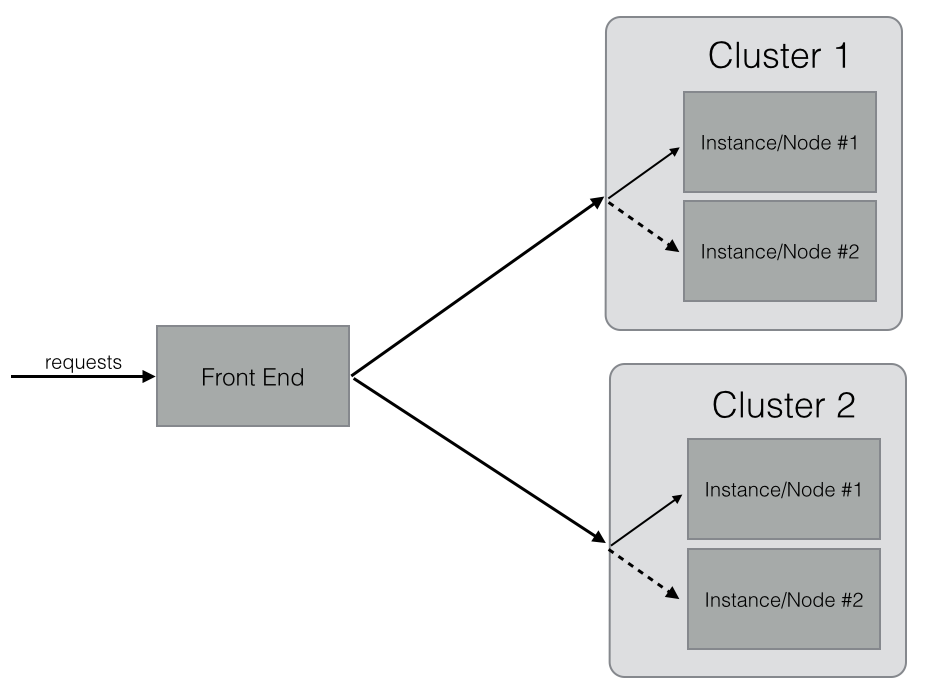 requests
Front End
Cluster 1
Instance/Node #1
Instance/Node #2
Cluster 2
Instance/Node #1
Instance/Node #2